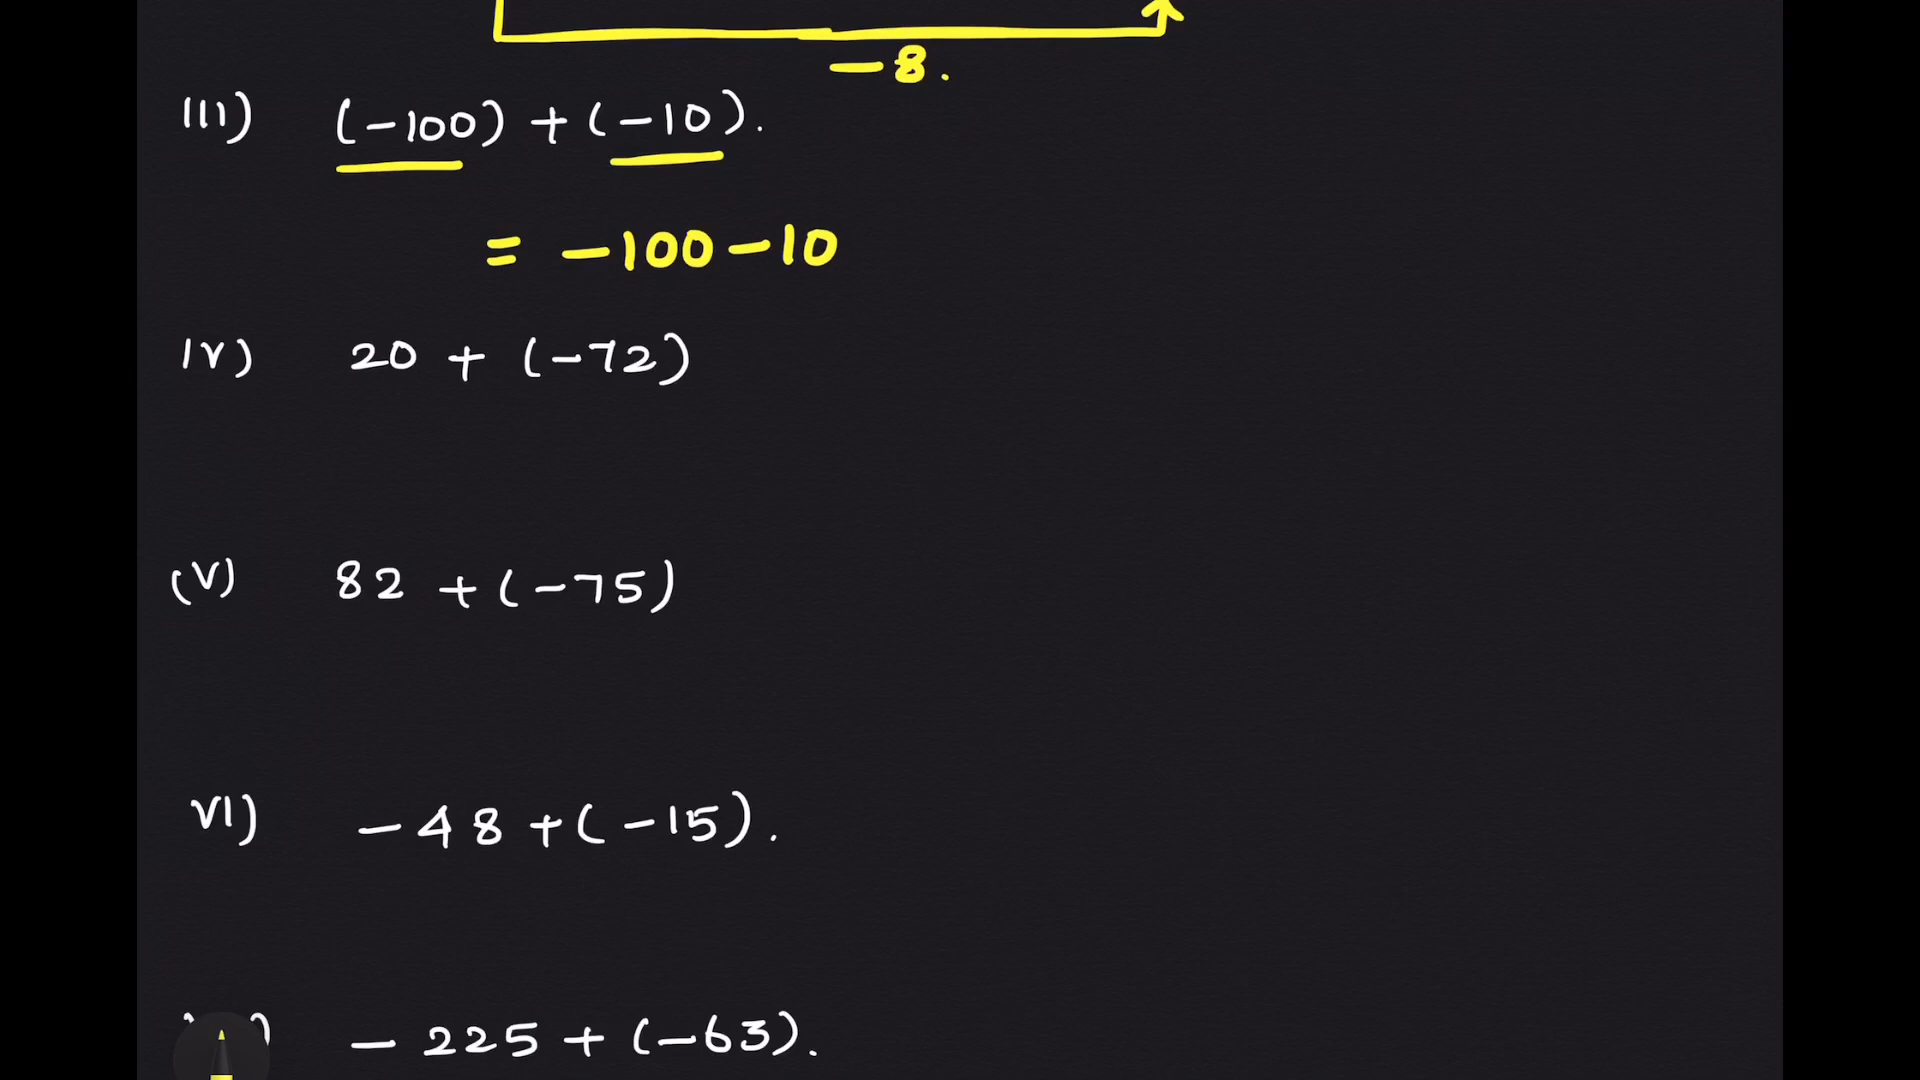 -8.
III) (-100) + (-10).
= -100-10
IV) 20 + (-72)
(V) 82 + (-75)
VI) -48 + (-15).
) -225 + (-63).